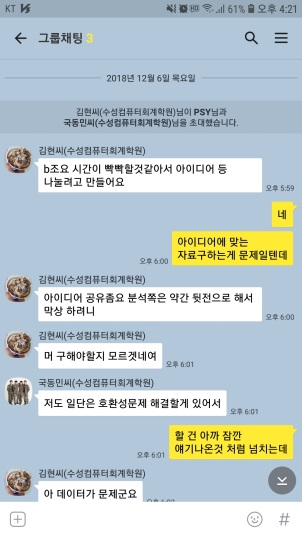 KT 61% 오후 4:21
그룹채팅 3
2018년 12월 6일 목요일
김현씨(수성컴퓨터회계학원)님이 PSY님과
국동민씨(수성컴퓨터회계학원)님을 초대했습니다.
김현씨(수성컴퓨터회계학원)
b조요 시간이 빡빡할것같아서 아이디어 등
나눌려고 만들어요
오후 5:59
네
아이디어에 맞는
자료구하는게 문제일텐데
오후 6:00
김현씨(수성컴퓨터회계학원)
아이디어 공유좀요 분석쪽은 약간 뒷전으로 해서
막상 하려니
오후 6:00
김현씨(수성컴퓨터회계학원)
머 구해야할지 모르겟네여
오후 6:01
국동민씨(수성컴퓨터회계학원)
저도 일단은 호환성문제 해결할게 있어서
오후 6:01
할 건 아까 잠깐
얘기나온것 처럼 넘치는데
오후 6:01
김현씨(수성컴퓨터회계학원)
아 데이터가 문제군요
#